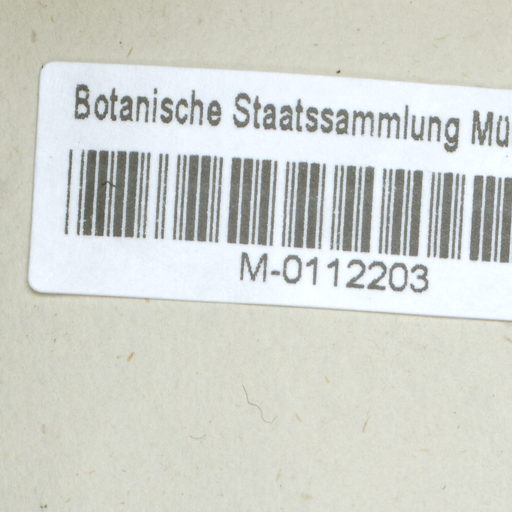 Botanische Staatssammlung Mü
M-0112203